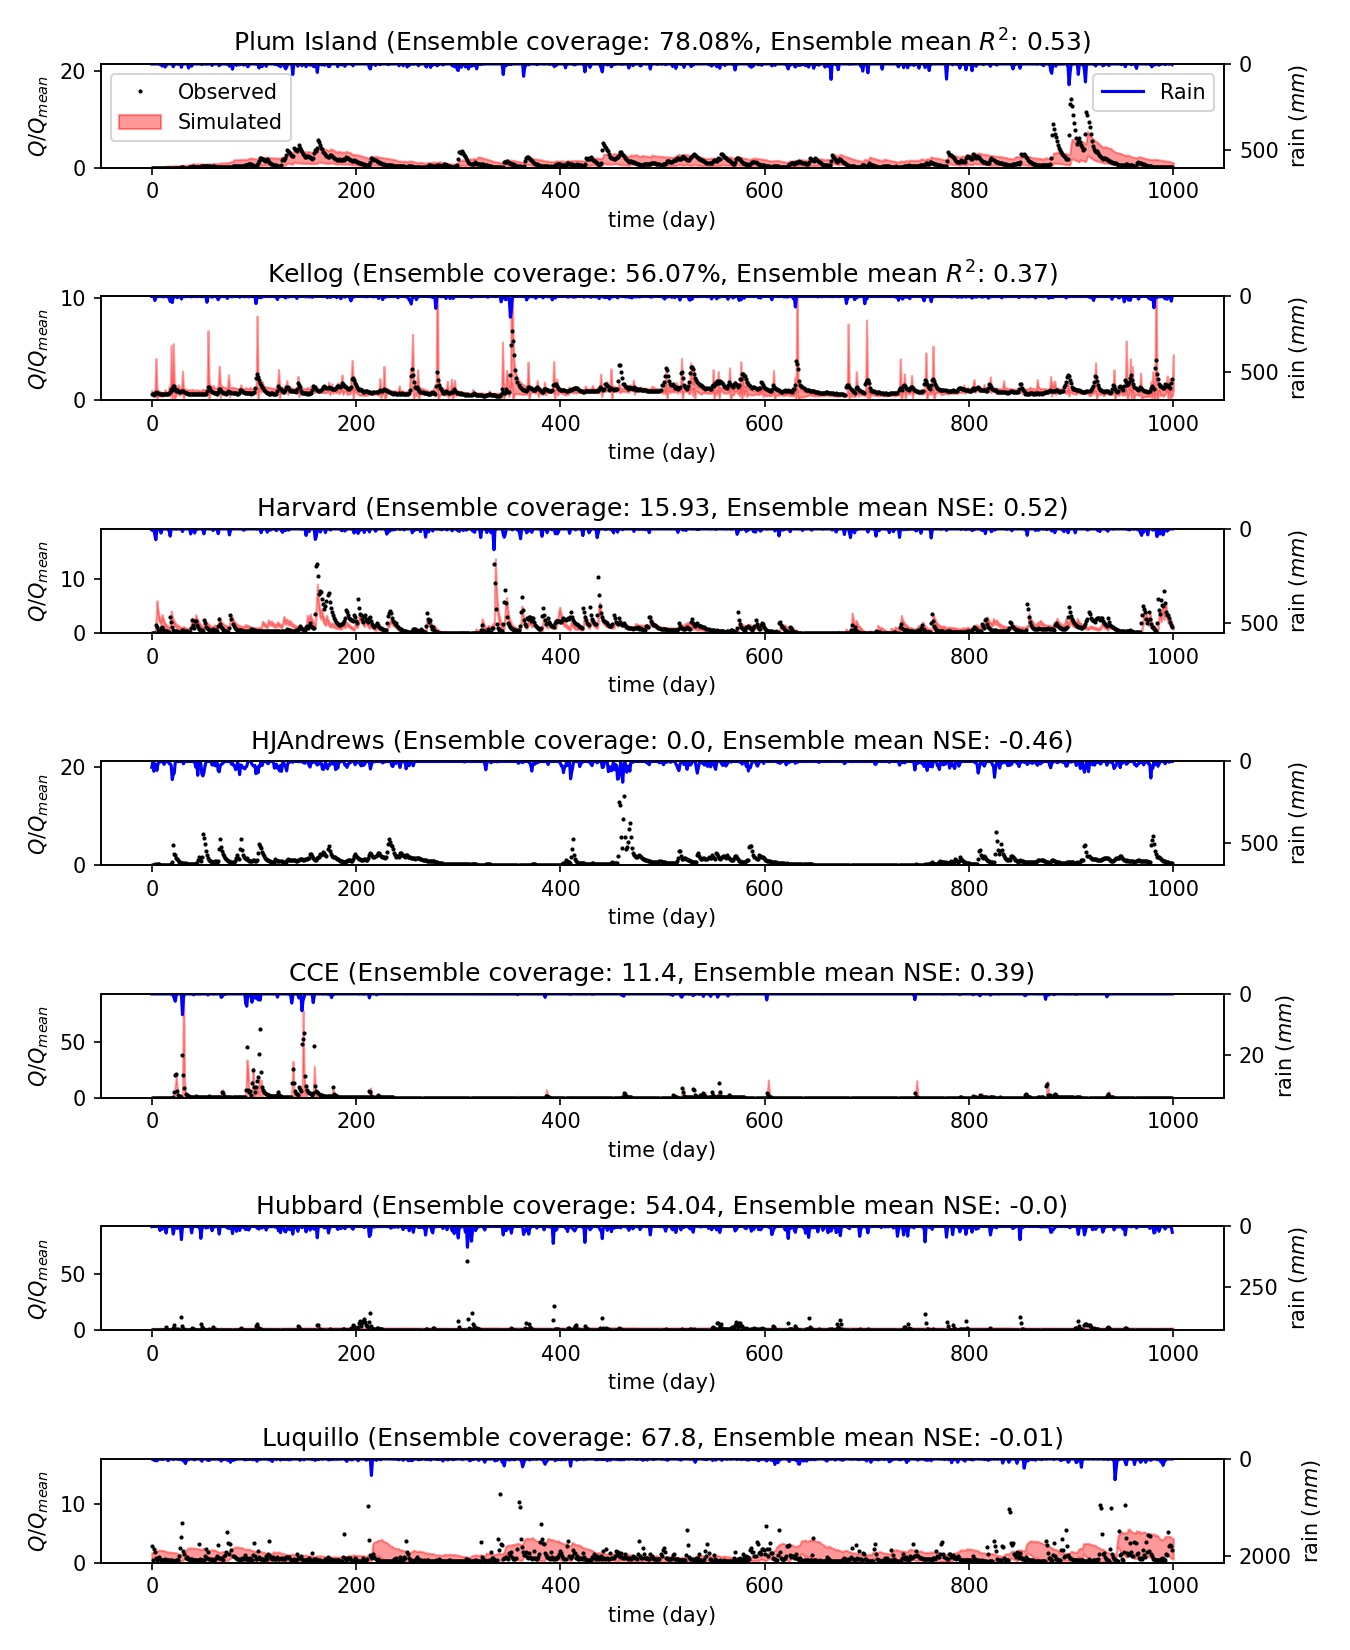 Plum Island (Ensemble coverage: 78.08%, Ensemble mean R²: 0.53)
Q/Q_mean
20
0
Observed
Simulated
Rain
0
500
rain (mm)
0 200 400 600 800 1000
time (day)
Kellog (Ensemble coverage: 56.07%, Ensemble mean R²: 0.37)
Q/Q_mean
10
5
0
0
500
rain (mm)
0 200 400 600 800 1000
time (day)
Harvard (Ensemble coverage: 15.93, Ensemble mean NSE: 0.52)
Q/Q_mean
10
0
0
500
rain (mm)
0 200 400 600 800 1000
time (day)
HJAndrews (Ensemble coverage: 0.0, Ensemble mean NSE: -0.46)
Q/Q_mean
20
0
0
500
rain (mm)
0 200 400 600 800 1000
time (day)
CCE (Ensemble coverage: 11.4, Ensemble mean NSE: 0.39)
Q/Q_mean
50
0
0
20
rain (mm)
0 200 400 600 800 1000
time (day)
Hubbard (Ensemble coverage: 54.04, Ensemble mean NSE: -0.0)
Q/Q_mean
50
0
0
250
rain (mm)
0 200 400 600 800 1000
time (day)
Luquillo (Ensemble coverage: 67.8, Ensemble mean NSE: -0.01)
Q/Q_mean
10
0
0
2000
rain (mm)
0 200 400 600 800 1000
time (day)